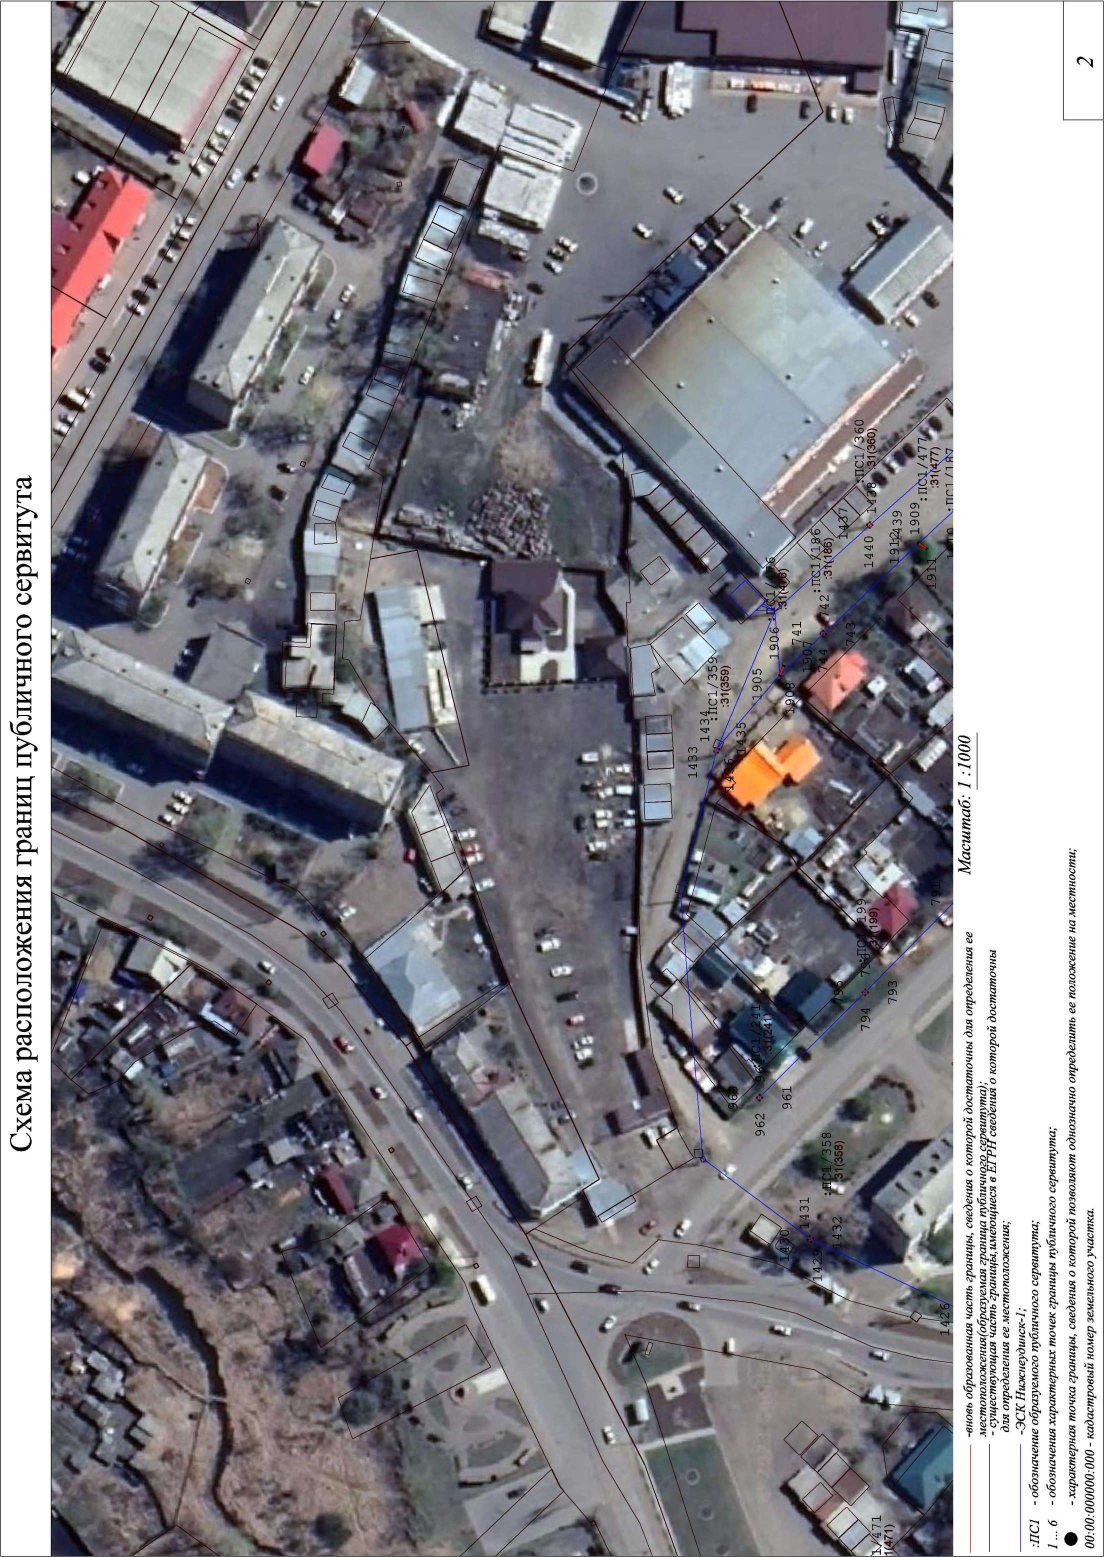 Схема расположения границ публичного сервитута
2
:ПС1/360
:31(360)
1438
1437
:ПС1/477
:31(477)
1909
1439
1912
1440
1911
:ПС1/186
:31(186)
742
741
743
744
1906
1907
1905
1908
:ПС1/359
:31(359)
1434
1433
1435
:31(199)
793
794
961
962
:ПС1/358
:31(358)
1431
1430
1432
1429
1426
Масштаб: 1 :1000
-вновь образованная часть границы, сведения о которой достаточны для определения ее
местоположения(образуемая граница публичного сервитута);
- существующая часть границы,имеющиеся в ЕГРН сведения о которой достаточны
для определения ее местоположения;
-ЭСК Нижнеудинск-1;
:ПС1 - обозначение образуемого публичного сервитута;
1 ... 6 - обозначения характерных точек границы публичного сервитута;
- характерная точка границы, сведения о которой позволяют однозначно определить ее положение на местности;
00:00:000000:000 - кадастровый номер земельного участка.